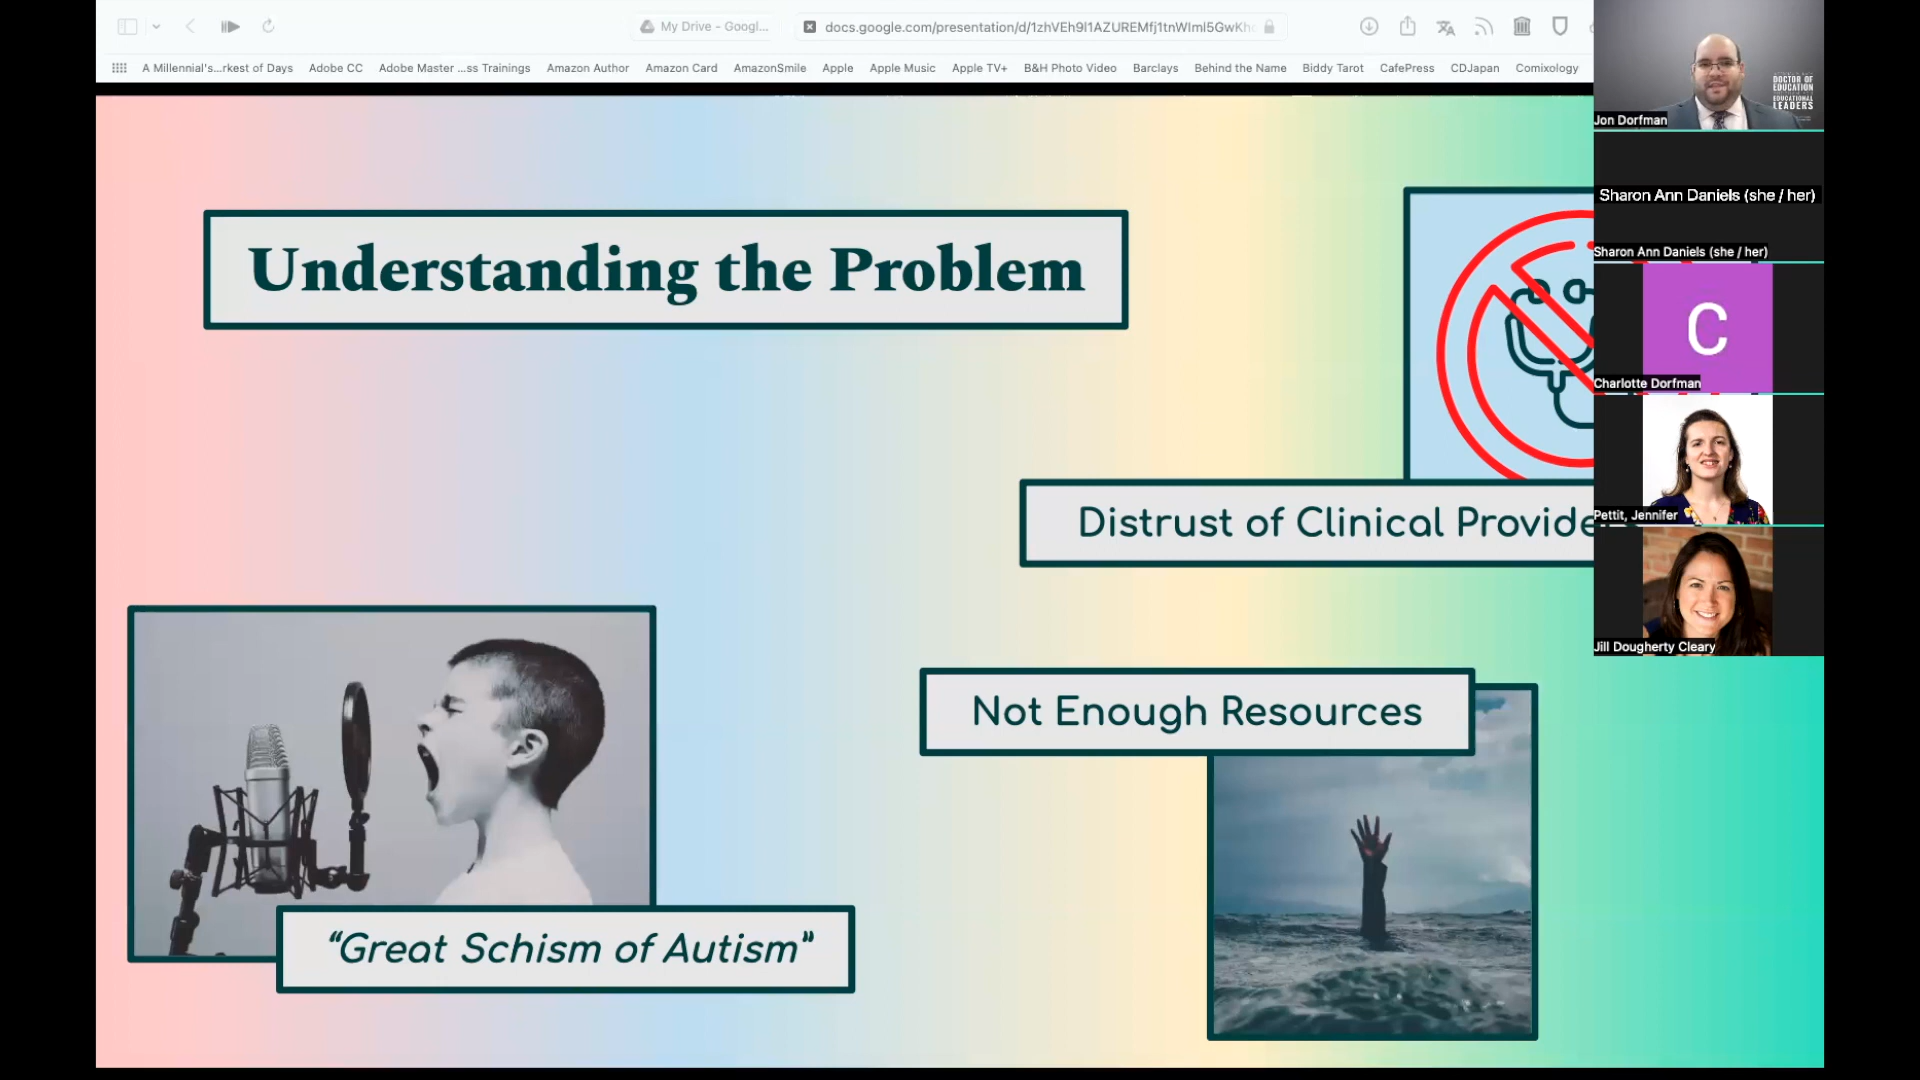 My Drive – Googl...
docs.google.com/presentation/d/1zhVEh9l1AZUREMfj1tnWlml5GwKh
A Millennial's...rkest of Days
Adobe CC
Adobe Master ...ss Trainings
Amazon Author
Amazon Card
AmazonSmile
Apple
Apple Music
Apple TV+
B&H Photo Video
Barclays
Behind the Name
Biddy Tarot
CafePress
CDJapan
Comixology
Understanding the Problem
Distrust of Clinical Provide
Not Enough Resources
“Great Schism of Autism”
DOCTOR OF
EDUCATION
EDUCATIONAL
LEADERS
Jon Dorfman
Sharon Ann Daniels (she / her)
Sharon Ann Daniels (she / her)
C
Charlotte Dorfman
Pettit, Jennifer
Jill Dougherty Cleary